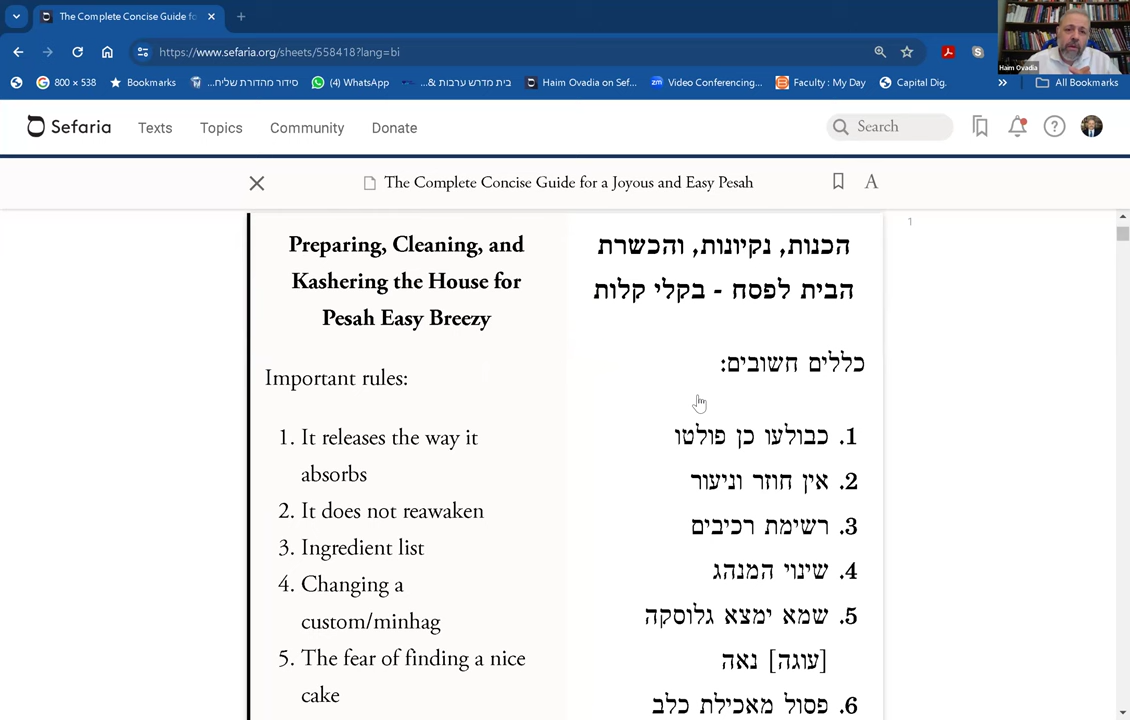 The Complete Concise Guide fo
https://www.sefaria.org/sheets/558418?lang=bi
800 × 538
Bookmarks
סידור מהדורת שליח...
(4) WhatsApp
בית מדרש ערבות &...
Haim Ovadia on Sef...
Video Conferencing...
Faculty : My Day
Capital Dig.
All Bookmarks
Haim Ovadia
Sefaria
Texts
Topics
Community
Donate
Search
The Complete Concise Guide for a Joyous and Easy Pesah
A
1
Preparing, Cleaning, and
Kashering the House for
Pesah Easy Breezy
Important rules:
1. It releases the way it
absorbs
2. It does not reawaken
3. Ingredient list
4. Changing a
custom/minhag
5. The fear of finding a nice
cake
הכנות, נקיונות, והכשרת
הבית לפסח - בקלי קלות
כללים חשובים:
1. כבולעו כן פולטו
2. אין חוזר וניעור
3. רשימת רכיבים
4. שינוי המנהג
5. שמא ימצא גלוסקה
[עוגה] נאה
6. פסול מאכילת כלב